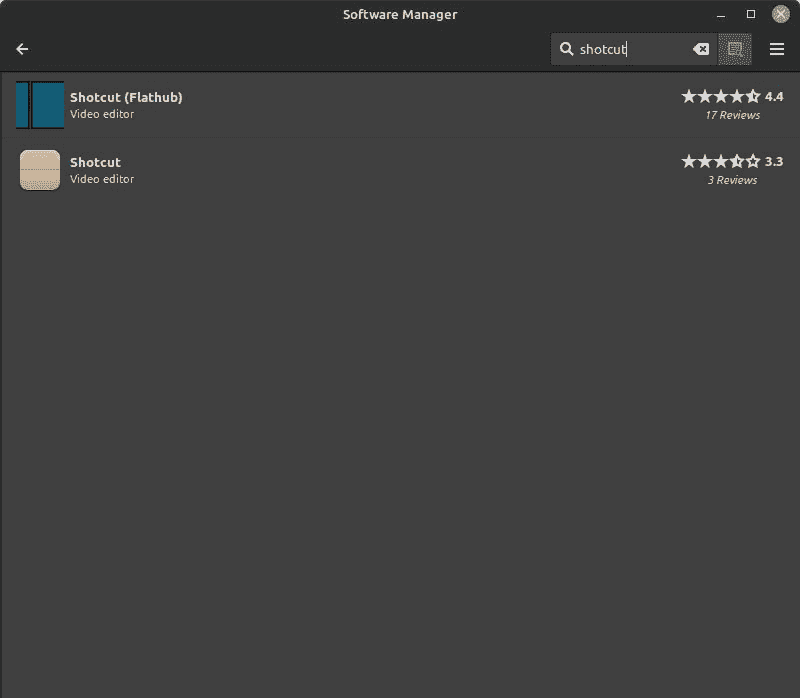 Software Manager
shotcut
Shotcut (Flathub)
Video editor
4.4
17 Reviews
Shotcut
Video editor
3.3
3 Reviews